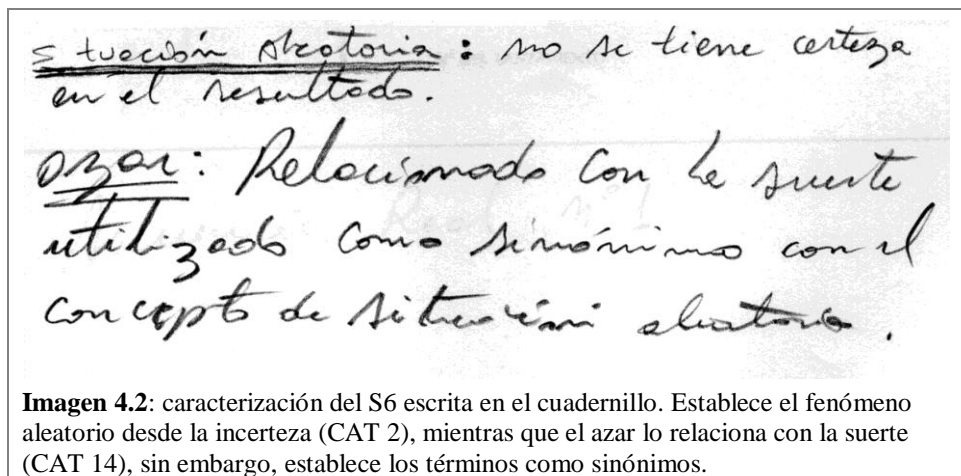 Situación aleatoria: no se tiene certeza
en el resultado.
azar: Relacionado con la suerte
utilizado como sinónimo con el
concepto de situación aleatoria.
Imagen 4.2: caracterización del S6 escrita en el cuadernillo. Establece el fenómeno
aleatorio desde la incerteza (CAT 2), mientras que el azar lo relaciona con la suerte
(CAT 14), sin embargo, establece los términos como sinónimos.